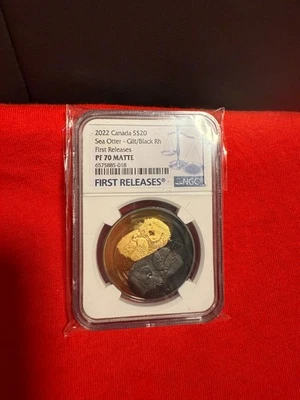 2022 Canada S$20
Sea Otter - Gilt/Black Rh
First Releases
PF 70 MATTE
6575885-018
FIRST RELEASES®
NGC